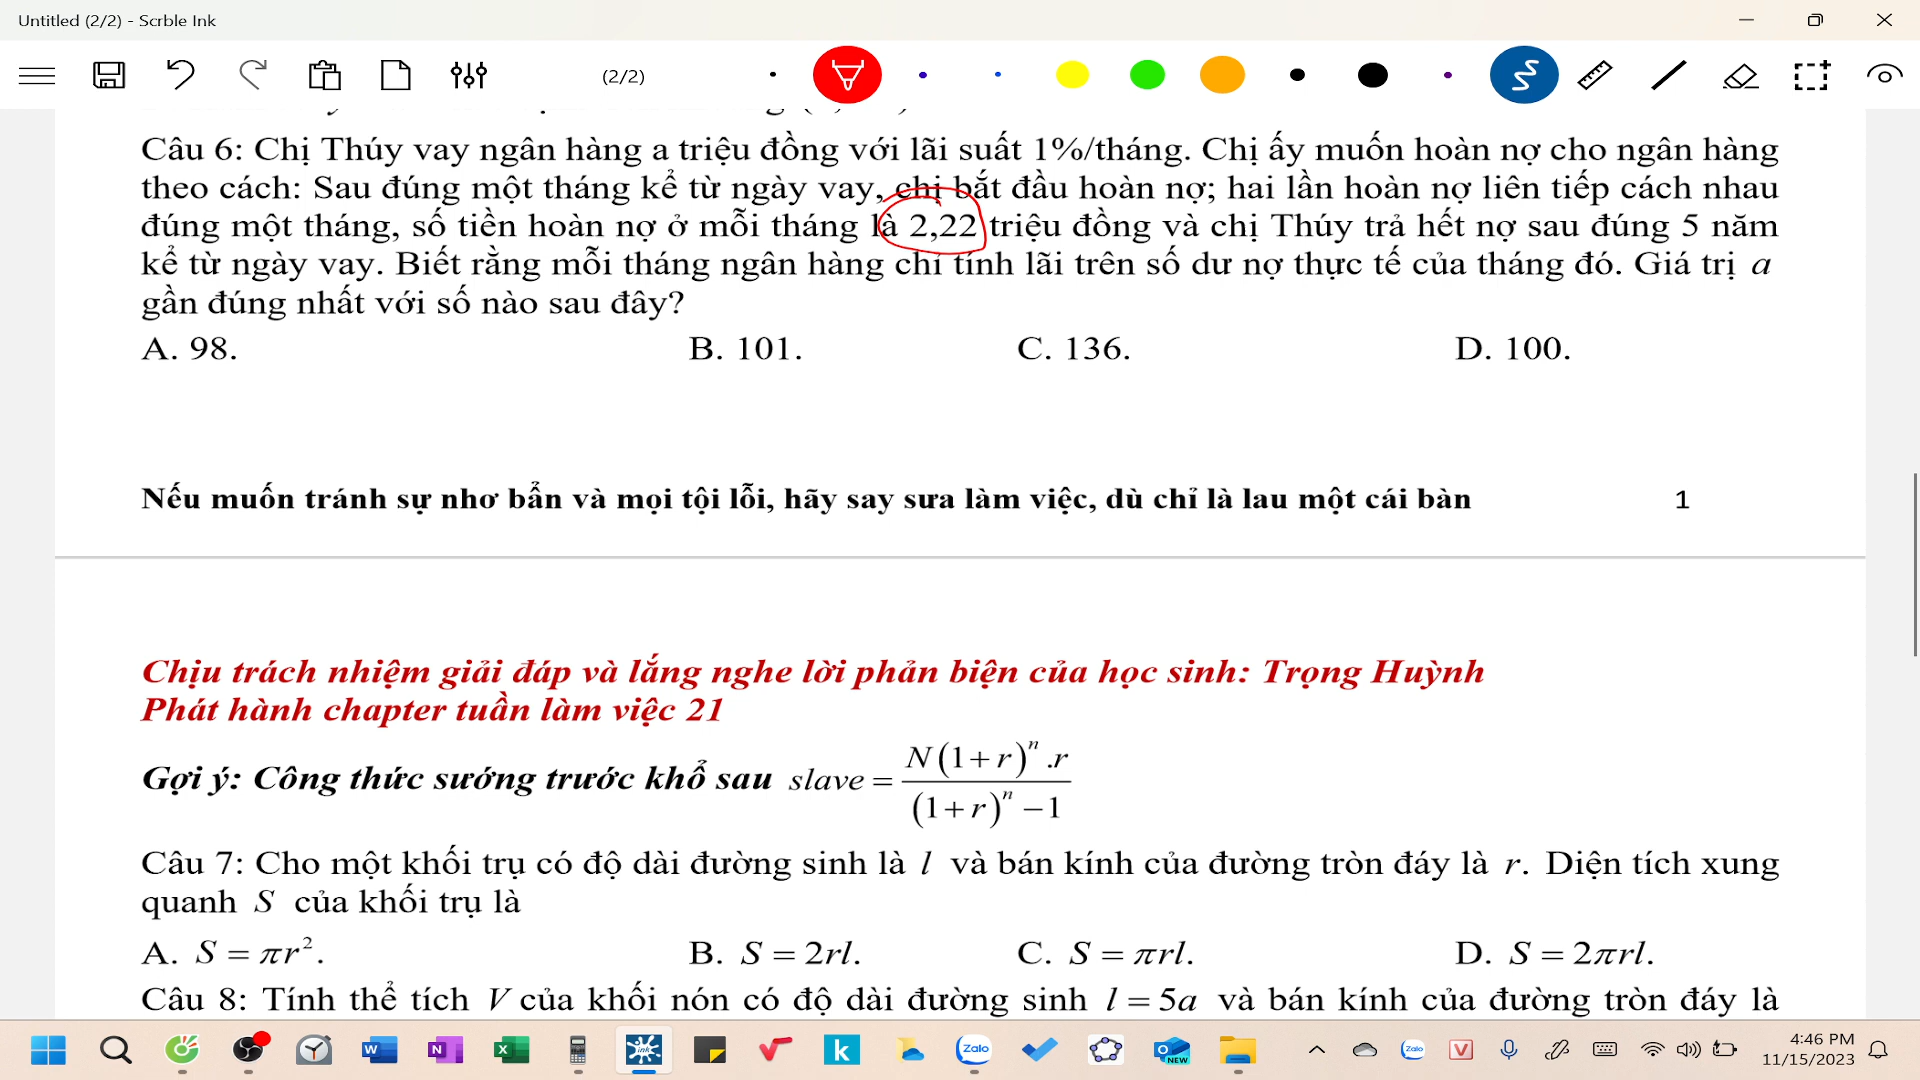 Untitled (2/2) - Scrble Ink
(2/2)
Câu 6: Chị Thúy vay ngân hàng a triệu đồng với lãi suất 1%/tháng. Chị ấy muốn hoàn nợ cho ngân hàng
theo cách: Sau đúng một tháng kể từ ngày vay, chị bắt đầu hoàn nợ; hai lần hoàn nợ liên tiếp cách nhau
đúng một tháng, số tiền hoàn nợ ở mỗi tháng là 2,22 triệu đồng và chị Thúy trả hết nợ sau đúng 5 năm
kể từ ngày vay. Biết rằng mỗi tháng ngân hàng chỉ tính lãi trên số dư nợ thực tế của tháng đó. Giá trị a
gần đúng nhất với số nào sau đây?
A. 98. B. 101. C. 136. D. 100.
Nếu muốn tránh sự nhơ bẩn và mọi tội lỗi, hãy say sưa làm việc, dù chỉ là lau một cái bàn 1
Chịu trách nhiệm giải đáp và lắng nghe lời phản biện của học sinh: Trọng Huỳnh
Phát hành chapter tuần làm việc 21
Gợi ý: Công thức sướng trước khổ sau slave = \frac{N(1+r)^n .r}{(1+r)^n −1}
Câu 7: Cho một khối trụ có độ dài đường sinh là l và bán kính của đường tròn đáy là r. Diện tích xung
quanh S của khối trụ là
A. S = πr². B. S = 2rl. C. S = πrl. D. S = 2πrl.
Câu 8: Tính thể tích V của khối nón có độ dài đường sinh l = 5a và bán kính của đường tròn đáy là
4:46 PM
11/15/2023